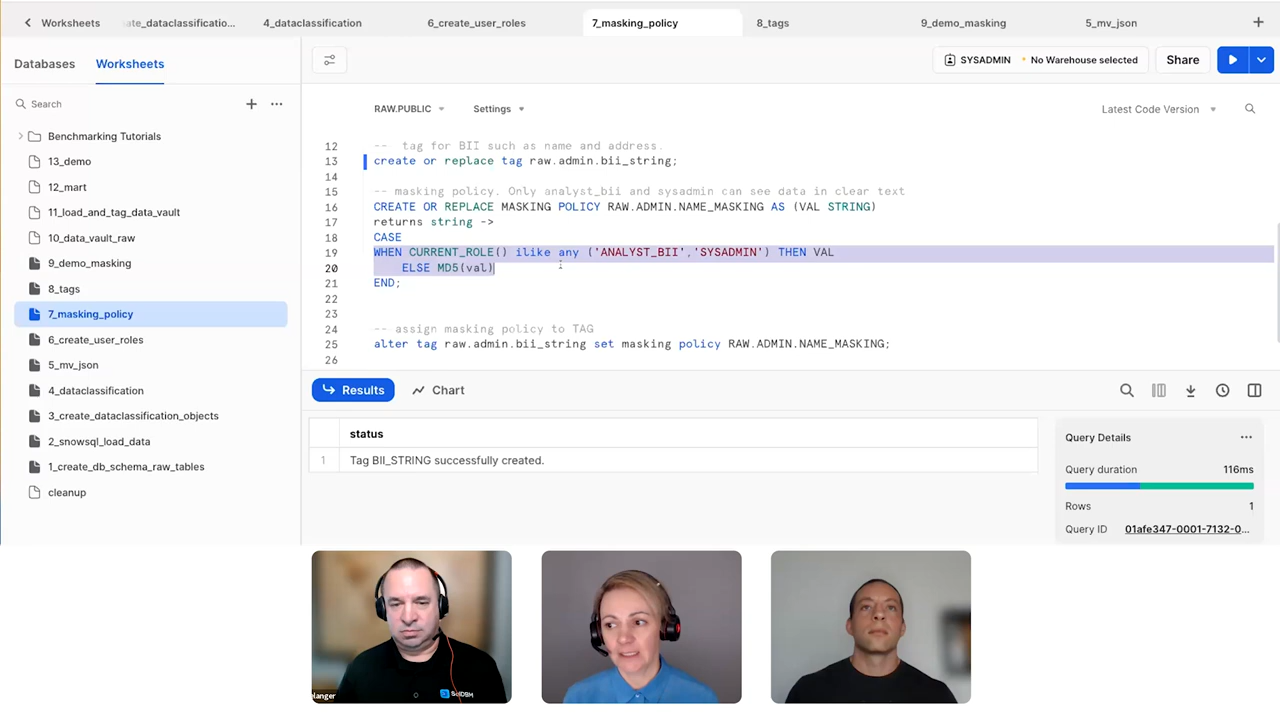 Worksheets
ate_dataclassificatio...
4_dataclassification
6_create_user_roles
7_masking_policy
8_tags
9_demo_masking
5_mv_json
Databases
Worksheets
SYSADMIN
No Warehouse selected
Share
Search
RAW.PUBLIC
Settings
Latest Code Version
Benchmarking Tutorials
13_demo
12_mart
11_load_and_tag_data_vault
10_data_vault_raw
9_demo_masking
8_tags
7_masking_policy
6_create_user_roles
5_mv_json
4_dataclassification
3_create_dataclassification_objects
2_snowsql_load_data
1_create_db_schema_raw_tables
cleanup
12 -- tag for BII such as name and address.
13 create or replace tag raw.admin.bii_string;
14
15 -- masking policy. Only analyst_bii and sysadmin can see data in clear text
16 CREATE OR REPLACE MASKING POLICY RAW.ADMIN.NAME_MASKING AS (VAL STRING)
17 returns string ->
18 CASE
19 WHEN CURRENT_ROLE() ilike any ('ANALYST_BII','SYSADMIN') THEN VAL
20 ELSE MD5(val)
21 END;
22
23
24 -- assign masking policy to TAG
25 alter tag raw.admin.bii_string set masking policy RAW.ADMIN.NAME_MASKING;
26
Results
Chart
status
1 Tag BII_STRING successfully created.
Query Details
Query duration 116ms
Rows 1
Query ID 01afe347-0001-7132-0...
elanger
SqlDBM